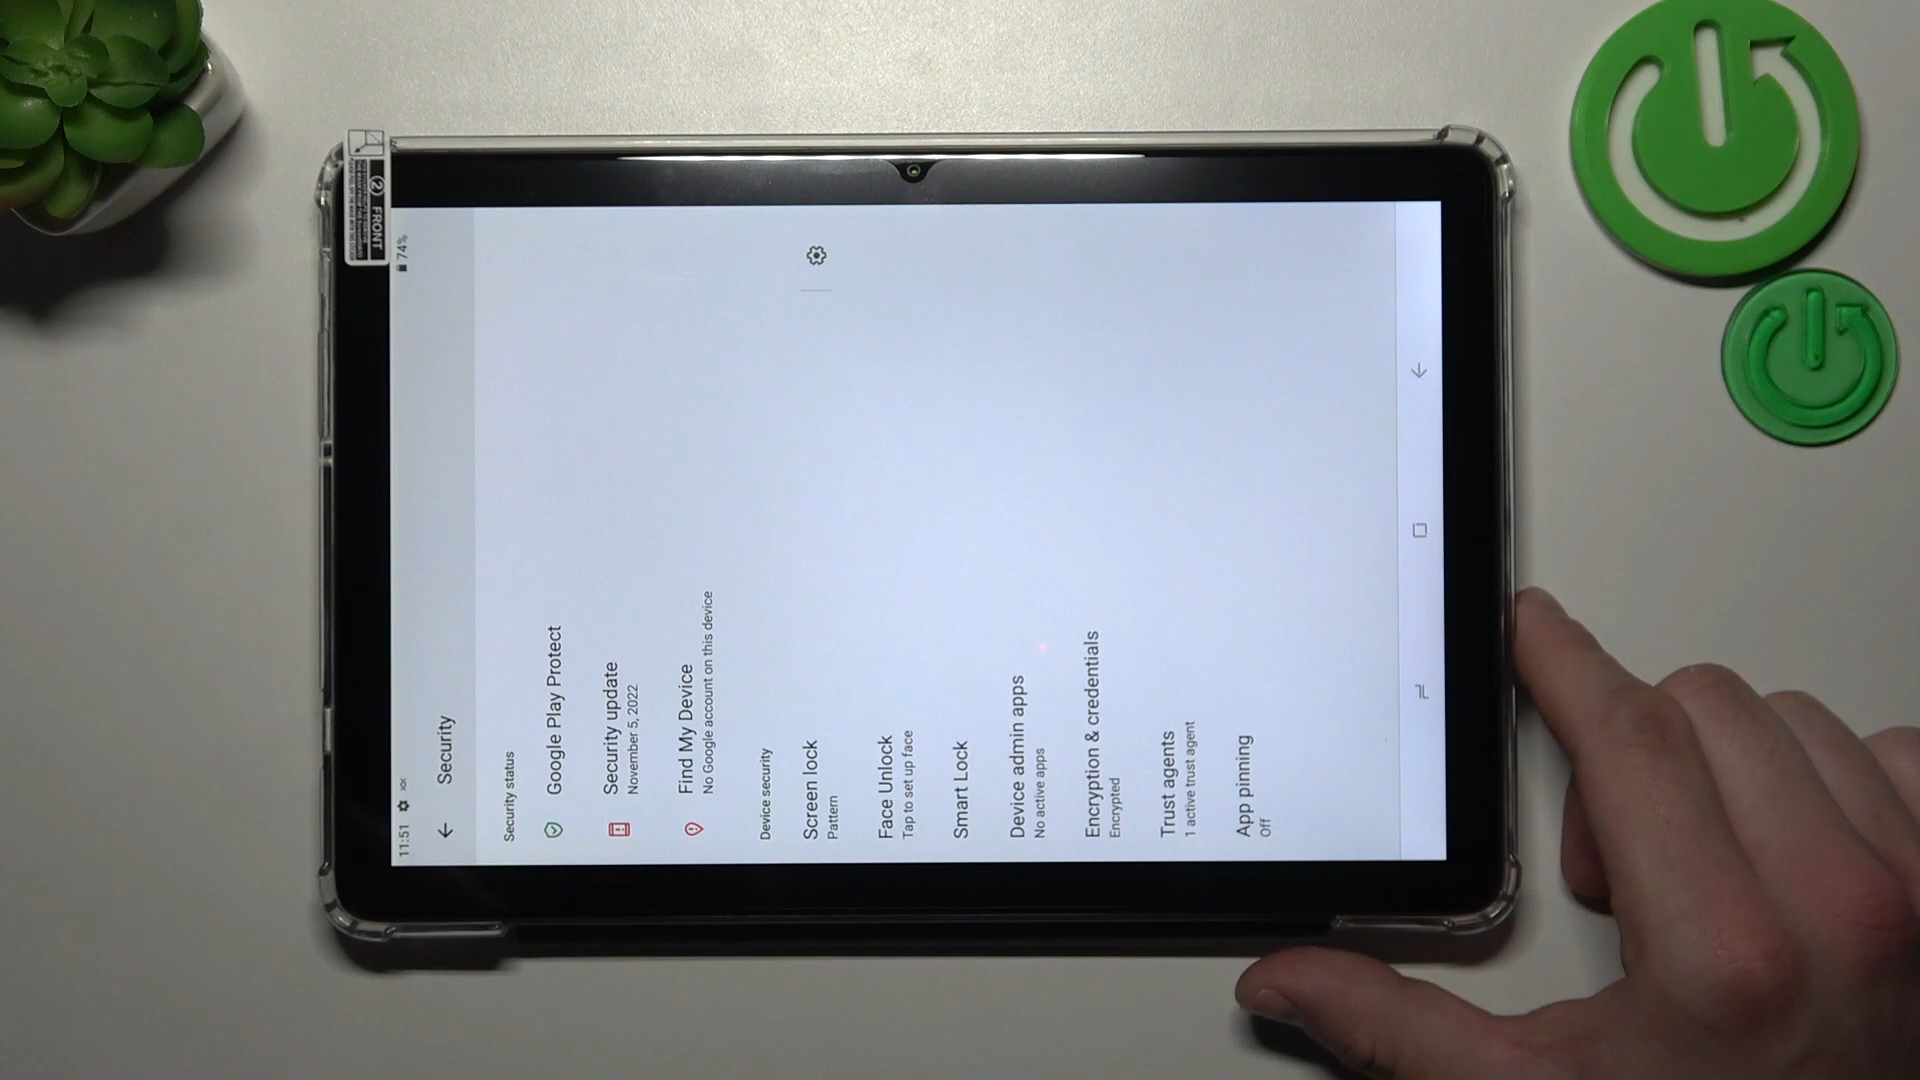 11:51
74%
Security
Security status
Google Play Protect
Security update
November 5, 2022
Find My Device
No Google account on this device
Device security
Screen lock
Pattern
Face Unlock
Tap to set up face
Smart Lock
Device admin apps
No active apps
Encryption & credentials
Encrypted
Trust agents
1 active trust agent
App pinning
Off
2 FRONT